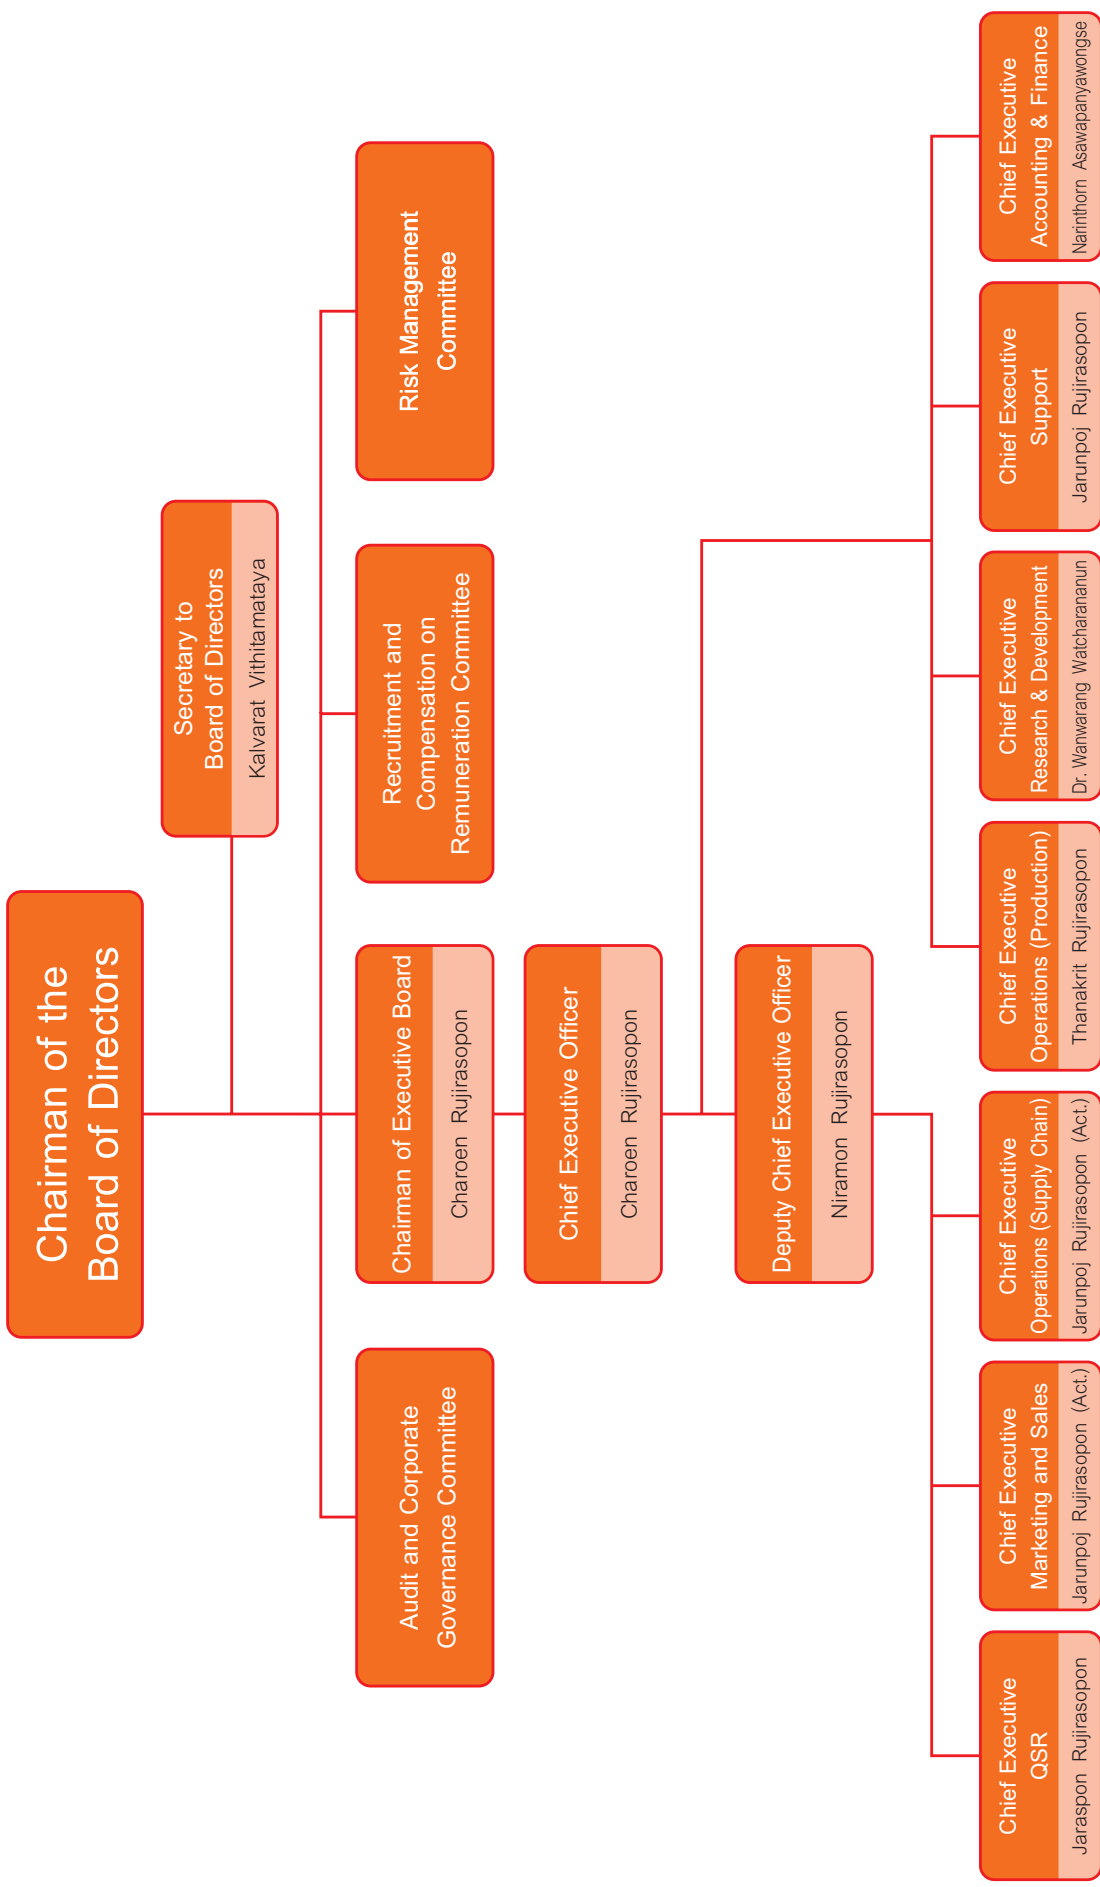 Chairman of the
Board of Directors
Secretary to
Board of Directors
Kalvarat Vithitamataya
Audit and Corporate
Governance Committee
Chairman of Executive Board
Charoen Rujirasopon
Recruitment and
Compensation on
Remuneration Committee
Risk Management
Committee
Chief Executive Officer
Charoen Rujirasopon
Deputy Chief Executive Officer
Niramon Rujirasopon
Chief Executive
QSR
Jaraspon Rujirasopon
Chief Executive
Marketing and Sales
Jarunpoj Rujirasopon (Act.)
Chief Executive
Operations (Supply Chain)
Jarunpoj Rujirasopon (Act.)
Chief Executive
Operations (Production)
Thanakrit Rujirasopon
Chief Executive
Research & Development
Dr. Wanwarang Watcharananun
Chief Executive
Support
Jarunpoj Rujirasopon
Chief Executive
Accounting & Finance
Narinthorn Asawapanyawongse